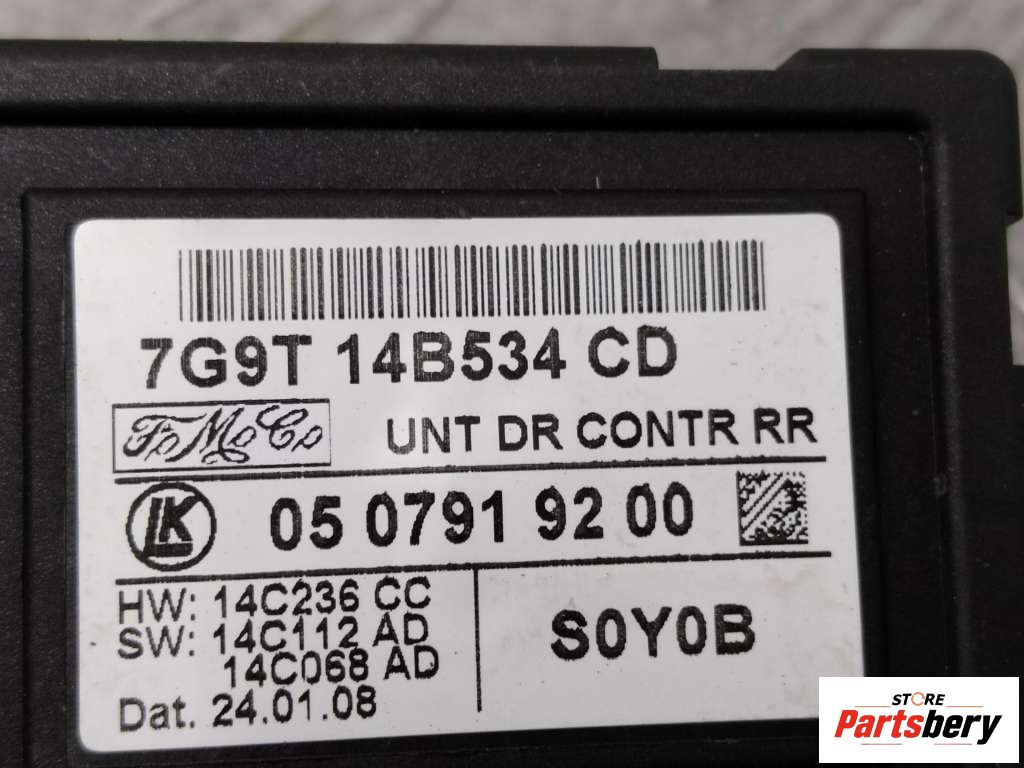 7G9T 14B534 CD
FoMoCo
UNT DR CONTR RR
LK
05 0791 92 00
HW: 14C236 CC
SW: 14C112 AD
14C068 AD
Dat. 24.01.08
S0Y0B
STORE
Partsbery